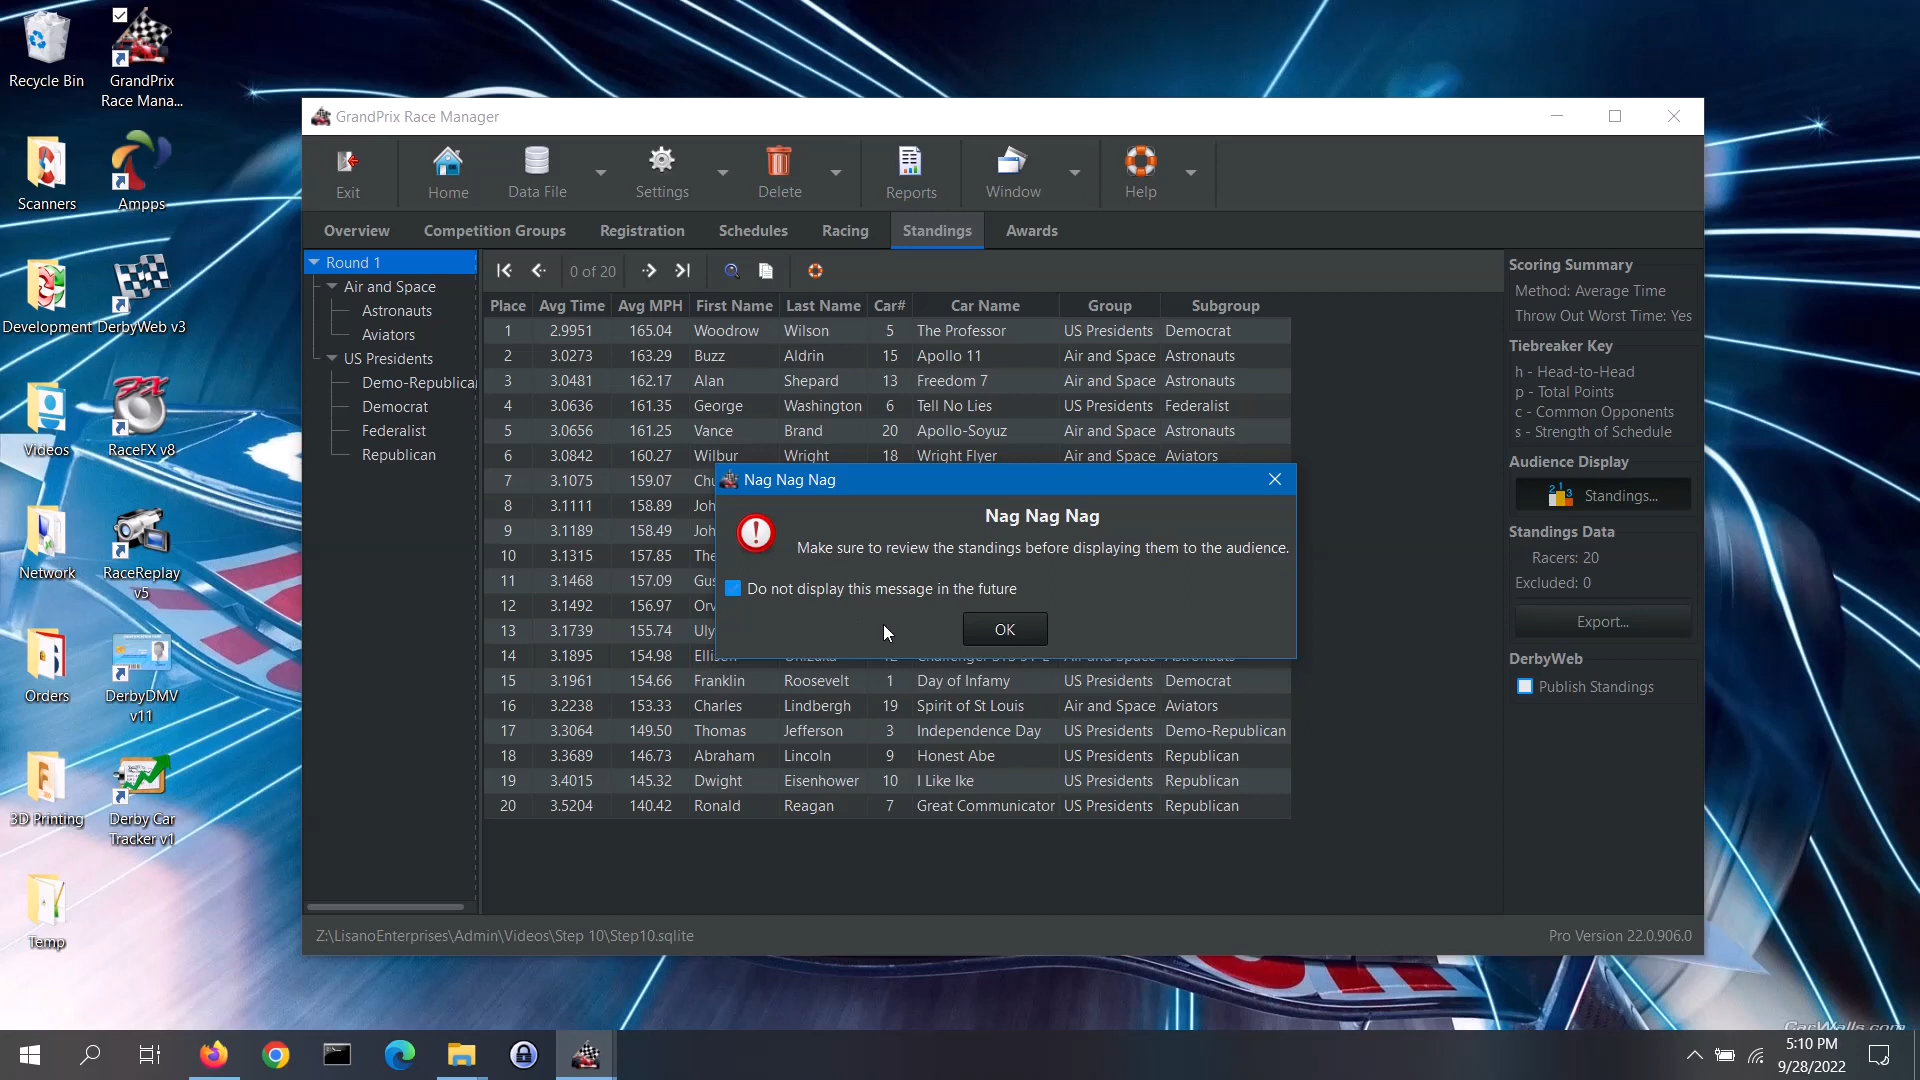 Recycle Bin
GrandPrix
Race Mana...
Scanners
Ampps
Development
DerbyWeb v3
Videos
RaceFX v8
Network
RaceReplay
v5
Orders
DerbyDMV
v11
3D Printing
Derby Car
Tracker v1
Temp
GrandPrix Race Manager
Exit
Home
Data File
Settings
Delete
Reports
Window
Help
Overview
Competition Groups
Registration
Schedules
Racing
Standings
Awards
Round 1
Air and Space
Astronauts
Aviators
US Presidents
Demo-Republica
Democrat
Federalist
Republican
0 of 20
Place Avg Time Avg MPH First Name Last Name Car# Car Name Group Subgroup
1 2.9951 165.04 Woodrow Wilson 5 The Professor US Presidents Democrat
2 3.0273 163.29 Buzz Aldrin 15 Apollo 11 Air and Space Astronauts
3 3.0481 162.17 Alan Shepard 13 Freedom 7 Air and Space Astronauts
4 3.0636 161.35 George Washington 6 Tell No Lies US Presidents Federalist
5 3.0656 161.25 Vance Brand 20 Apollo-Soyuz Air and Space Astronauts
6 3.0842 160.27 Wilbur Wright 18 Wright Flyer Air and Space Aviators
7 3.1075 159.07 Chu
8 3.1111 158.89 Joh
9 3.1189 158.49 Joh
10 3.1315 157.85 The
11 3.1468 157.09 Gus
12 3.1492 156.97 Orv
13 3.1739 155.74 Uly
14 3.1895 154.98 Ellison Onizuka 12
15 3.1961 154.66 Franklin Roosevelt 1 Day of Infamy US Presidents Democrat
16 3.2238 153.33 Charles Lindbergh 19 Spirit of St Louis Air and Space Aviators
17 3.3064 149.50 Thomas Jefferson 3 Independence Day US Presidents Demo-Republican
18 3.3689 146.73 Abraham Lincoln 9 Honest Abe US Presidents Republican
19 3.4015 145.32 Dwight Eisenhower 10 I Like Ike US Presidents Republican
20 3.5204 140.42 Ronald Reagan 7 Great Communicator US Presidents Republican
Nag Nag Nag
Nag Nag Nag
Make sure to review the standings before displaying them to the audience.
Do not display this message in the future
OK
Scoring Summary
Method: Average Time
Throw Out Worst Time: Yes
Tiebreaker Key
h - Head-to-Head
p - Total Points
c - Common Opponents
s - Strength of Schedule
Audience Display
Standings...
Standings Data
Racers: 20
Excluded: 0
Export...
DerbyWeb
Publish Standings
Z:\LisanoEnterprises\Admin\Videos\Step 10\Step10.sqlite
Pro Version 22.0.906.0
CarWalls.com
5:10 PM
9/28/2022